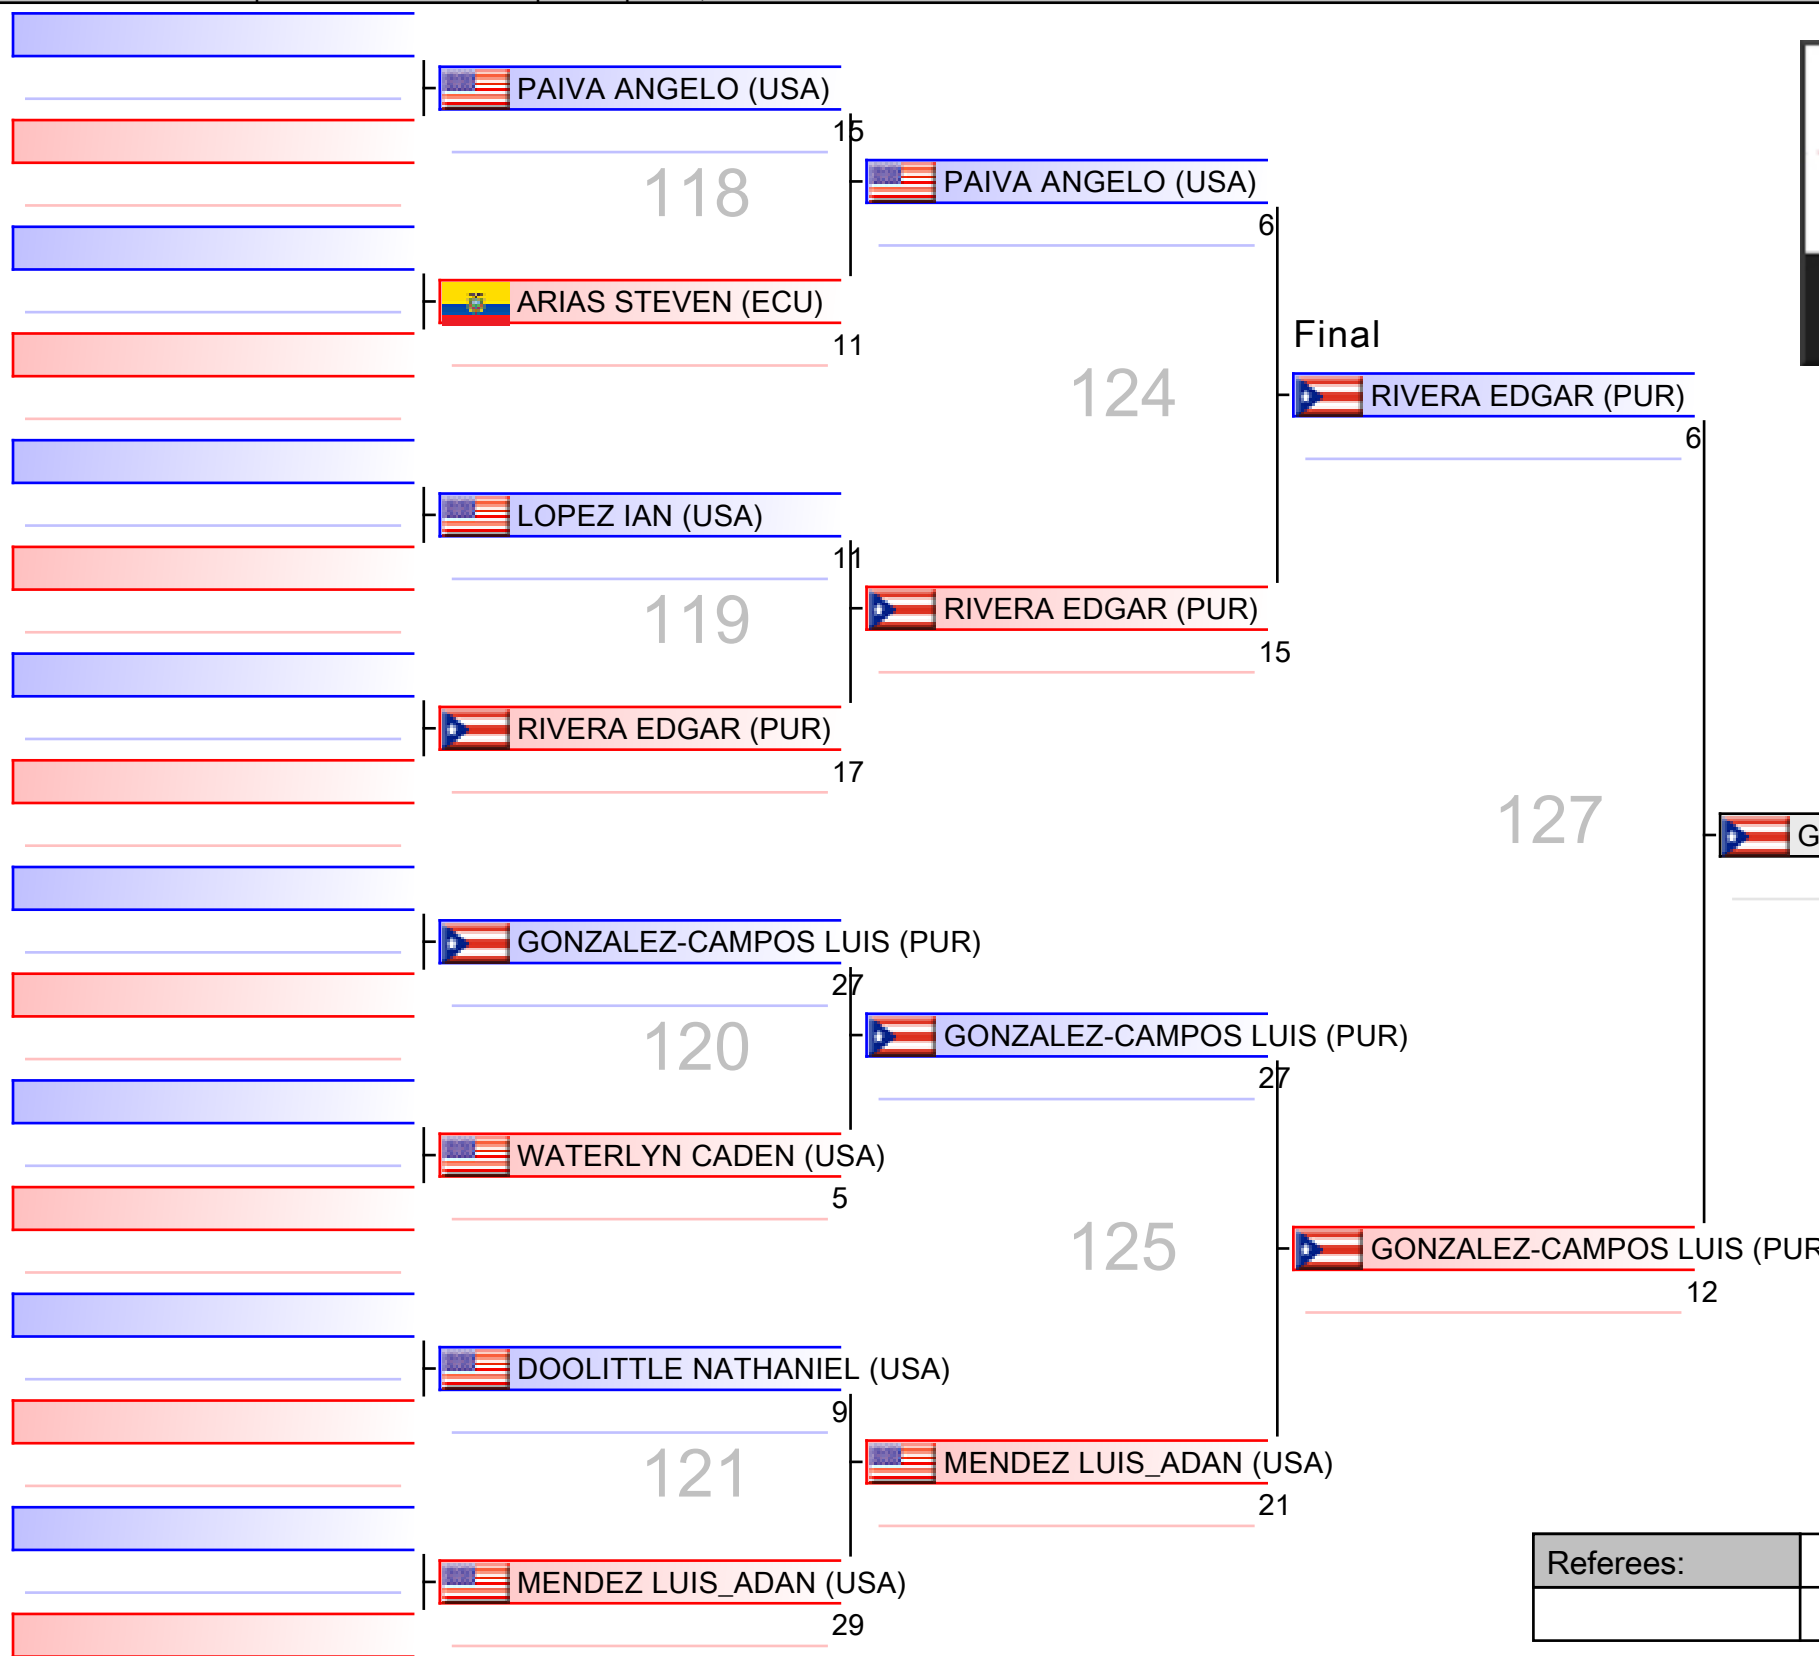 PAIVA ANGELO (USA)
15
118
ARIAS STEVEN (ECU)
11
LOPEZ IAN (USA)
11
119
RIVERA EDGAR (PUR)
17
GONZALEZ-CAMPOS LUIS (PUR)
27
120
WATERLYN CADEN (USA)
5
DOOLITTLE NATHANIEL (USA)
9
121
MENDEZ LUIS_ADAN (USA)
29
PAIVA ANGELO (USA)
6
124
RIVERA EDGAR (PUR)
15
GONZALEZ-CAMPOS LUIS (PUR)
27
125
MENDEZ LUIS_ADAN (USA)
21
Final
RIVERA EDGAR (PUR)
6
127
GONZALEZ-CAMPOS LUIS (PUR
12
G
Referees: